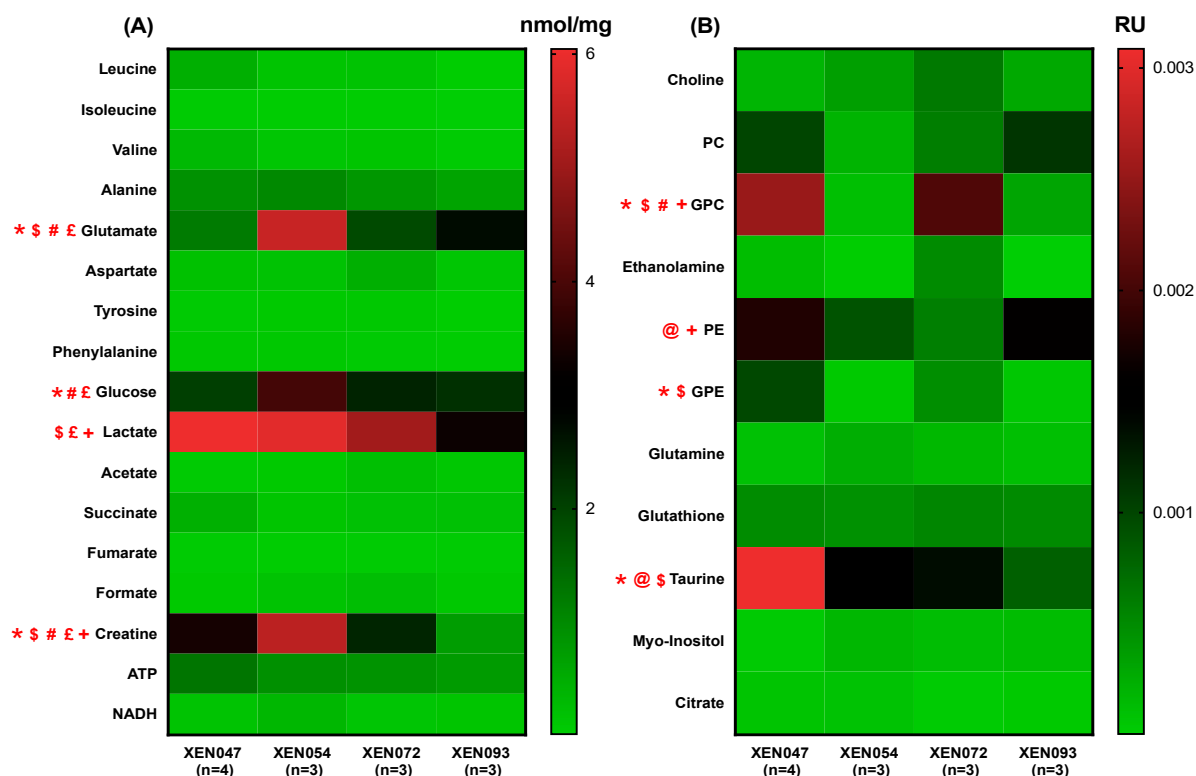 (A)
nmol/mg
Leucine
Isoleucine
Valine
Alanine
* $ # £ Glutamate
Aspartate
Tyrosine
Phenylalanine
* # £ Glucose
$ £ + Lactate
Acetate
Succinate
Fumarate
Formate
* $ # £ + Creatine
ATP
NADH
6
4
2
XEN047 XEN054 XEN072 XEN093
(n=4) (n=3) (n=3) (n=3)
(B)
RU
Choline
PC
* $ # + GPC
Ethanolamine
@ + PE
* $ GPE
Glutamine
Glutathione
* @ $ Taurine
Myo-Inositol
Citrate
0.003
0.002
0.001
XEN047 XEN054 XEN072 XEN093
(n=4) (n=3) (n=3) (n=3)